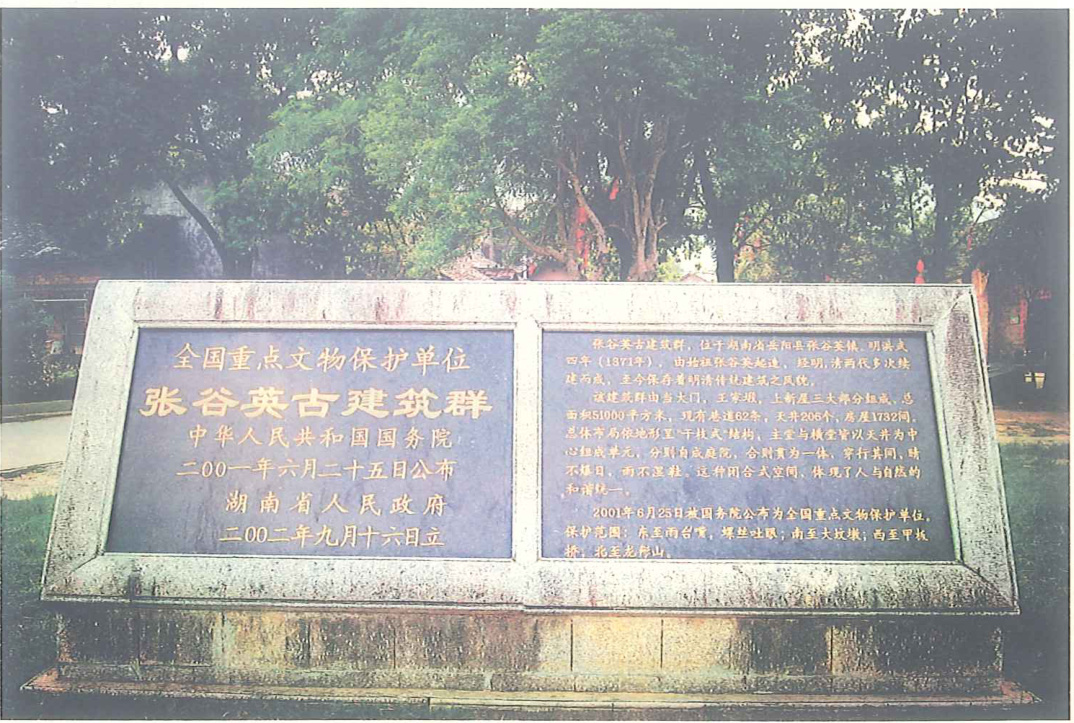 全国重点文物保护单位
张谷英古建筑群
中华人民共和国国务院
二00一年六月二十五日公布
湖南省人民政府
二00二年九月十六日立
张谷英古建筑群，位于湖南省岳阳县张谷英镇。明洪武
四年（1371年），由始祖张谷英起造，经明、清两代多次续
建而成，至今保存着明清传统建筑之风貌。
该建筑群由当大门，王家塅，上新屋三大部分组成，总
面积51000平方米，现有巷道62条，天井206个，房屋1732间。
总体布局依地形呈"干柱式"结构，主堂与横堂皆以天井为中
心组成单元，分则自成庭院，合则贯为一体，穿行其间，晴
不曝日，雨不湿鞋。这种闭合式空间，体现了人与自然的
和谐统一。
2001年6月25日被国务院公布为全国重点文物保护单位，
保护范围：东至雨台嘴，螺丝吐眼；南至大坟墩；西至甲板
桥，北至龙形山。